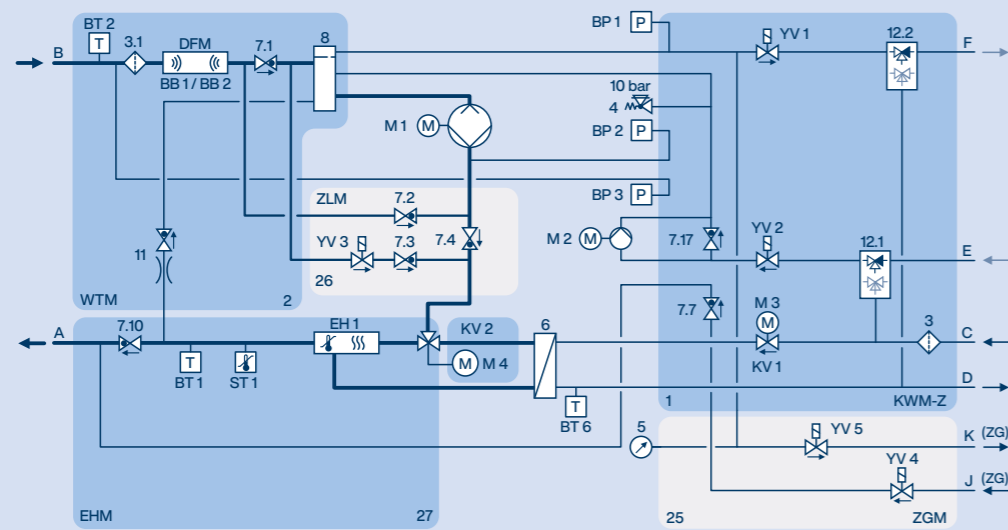 BT 2
3.1
DFM
7.1
8
BP 1
P
YV 1
12.2
B
T
F
BB 1 / BB 2
10 bar
4
M 1
M
BP 2
P
BP 3
P
ZLM
7.2
YV 3
7.3
7.4
M 2
M
7.17
YV 2
12.1
E
11
26
WTM
2
7.7
A
7.10
EH 1
KV 2
6
M 3
M
3
C
M
M 4
KV 1
T
BT 1
ST 1
T
BT 6
D
1
KWM-Z
5
YV 5
K (ZG)
YV 4
J (ZG)
EHM
27
25
ZGM